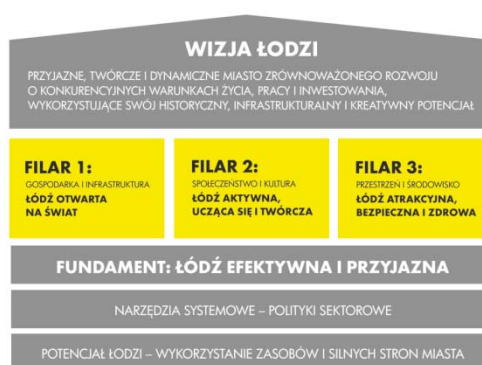 WIZJA ŁODZI
PRZYJAZNE, TWÓRCZE I DYNAMICZNE MIASTO ZRÓWNOWAŻONEGO ROZWOJU
O KONKURENCYJNYCH WARUNKACH ŻYCIA, PRACY I INWESTOWANIA,
WYKORZYSTUJĄCE SWÓJ HISTORYCZNY, INFRASTRUKTURALNY I KREATYWNY POTENCJAŁ
FILAR 1:
GOSPODARKA I INFRASTRUKTURA
ŁÓDŹ OTWARTA
NA ŚWIAT
FILAR 2:
SPOŁECZEŃSTWO I KULTURA
ŁÓDŹ AKTYWNA,
UCZĄCA SIĘ I TWÓRCZA
FILAR 3:
PRZESTRZEŃ I ŚRODOWISKO
ŁÓDŹ ATRAKCYJNA,
BEZPIECZNA I ZDROWA
FUNDAMENT: ŁÓDŹ EFEKTYWNA I PRZYJAZNA
NARZĘDZIA SYSTEMOWE – POLITYKI SEKTOROWE
POTENCJAŁ ŁODZI – WYKORZYSTANIE ZASOBÓW I SILNYCH STRON MIASTA